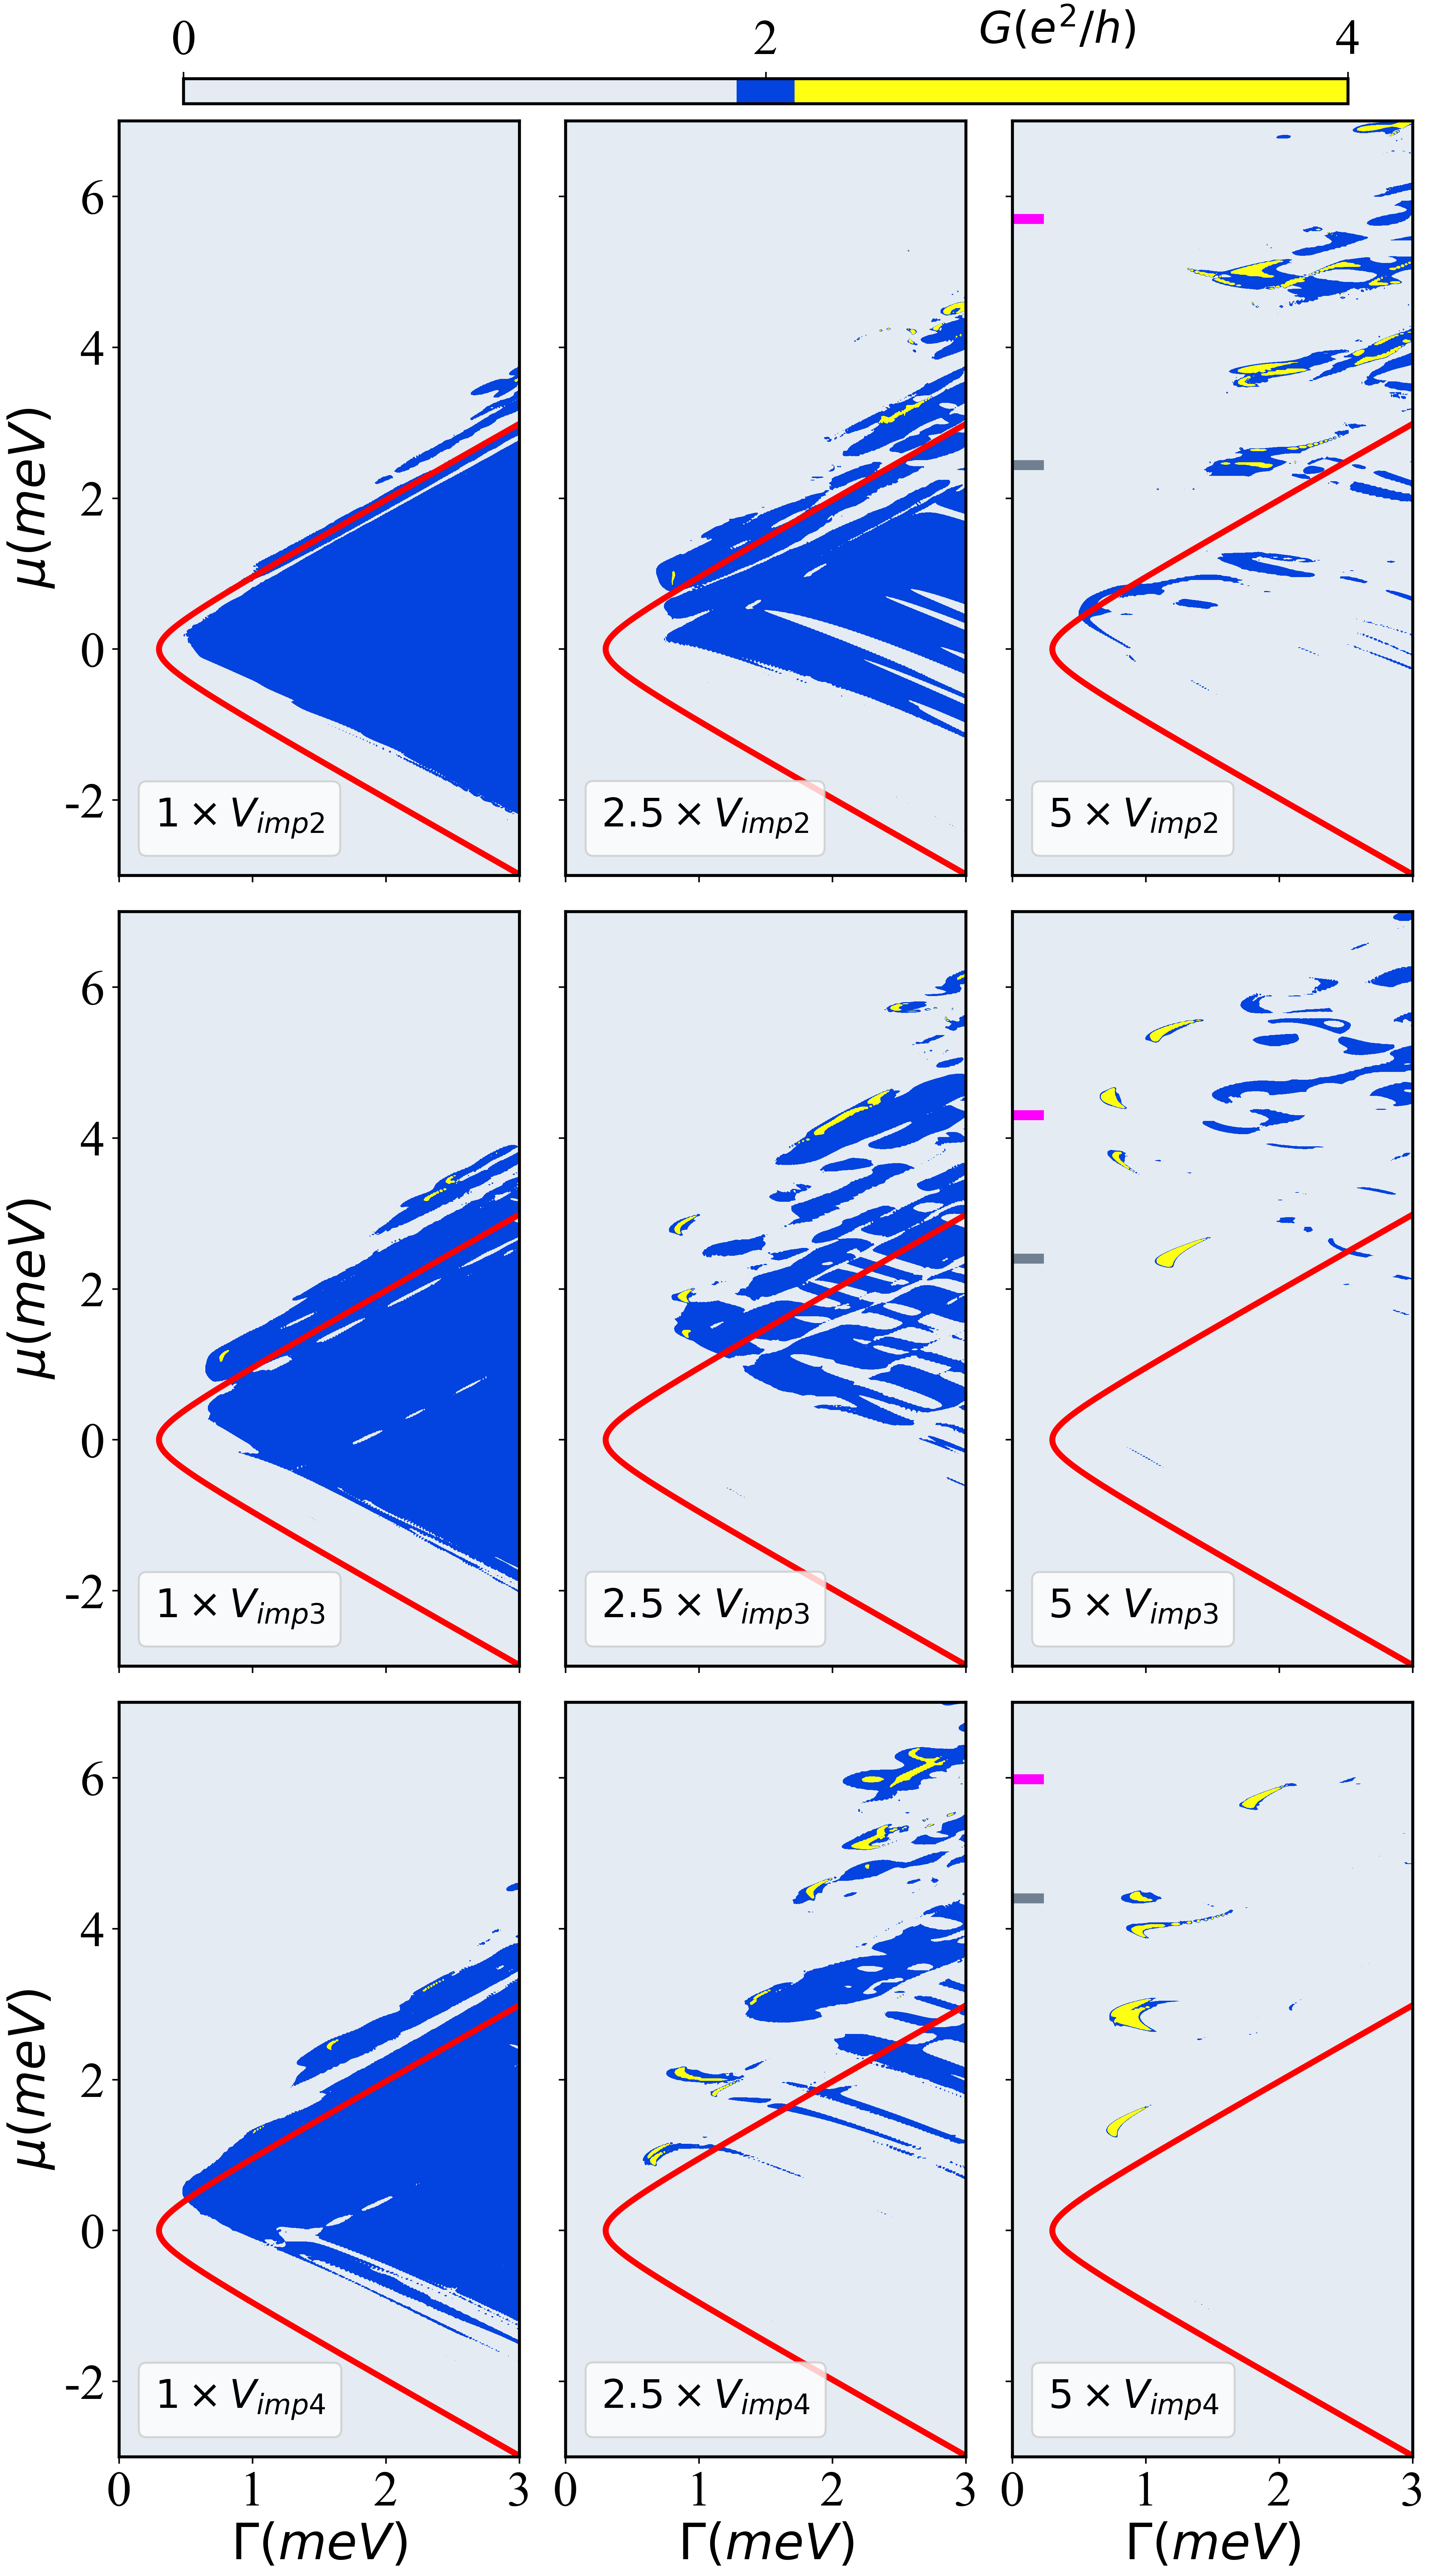 0 2 G(e²/h) 4
6
4
2
0
-2
μ(meV)
1 × V_imp2
2.5 × V_imp2
5 × V_imp2
6
4
2
0
-2
μ(meV)
1 × V_imp3
2.5 × V_imp3
5 × V_imp3
6
4
2
0
-2
μ(meV)
1 × V_imp4
2.5 × V_imp4
5 × V_imp4
0 1 2 3 0 1 2 3 0 1 2 3
Γ(meV) Γ(meV) Γ(meV)